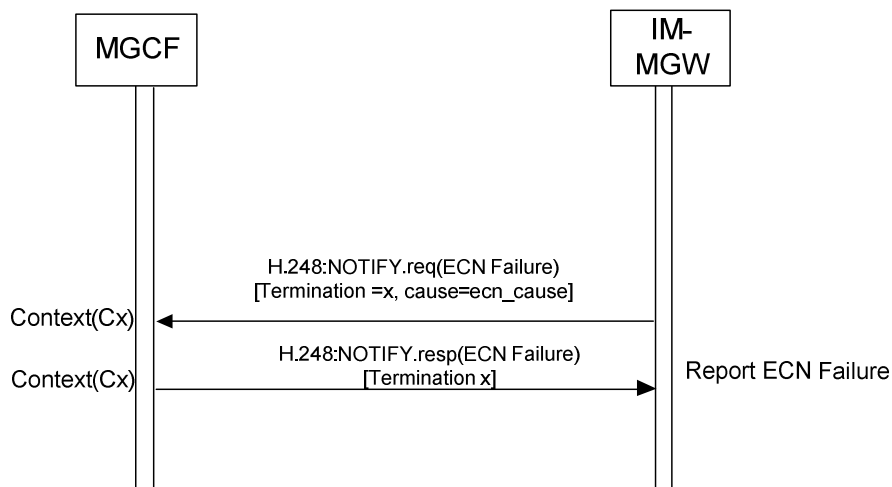 MGCF
IM-
MGW
H.248:NOTIFY.req(ECN Failure)
[Termination =x, cause=ecn_cause]
Context(Cx)
H.248:NOTIFY.resp(ECN Failure)
[Termination x]
Context(Cx)
Report ECN Failure